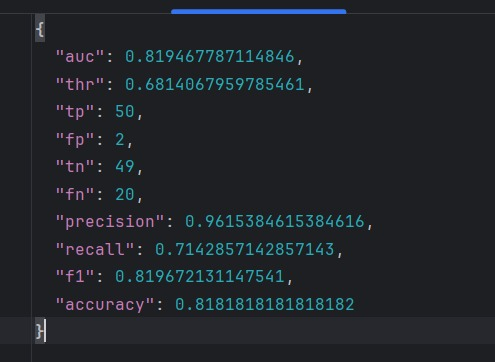 {
"auc": 0.819467787114846,
"thr": 0.6814067959785461,
"tp": 50,
"fp": 2,
"tn": 49,
"fn": 20,
"precision": 0.9615384615384616,
"recall": 0.7142857142857143,
"f1": 0.819672131147541,
"accuracy": 0.8181818181818182
}